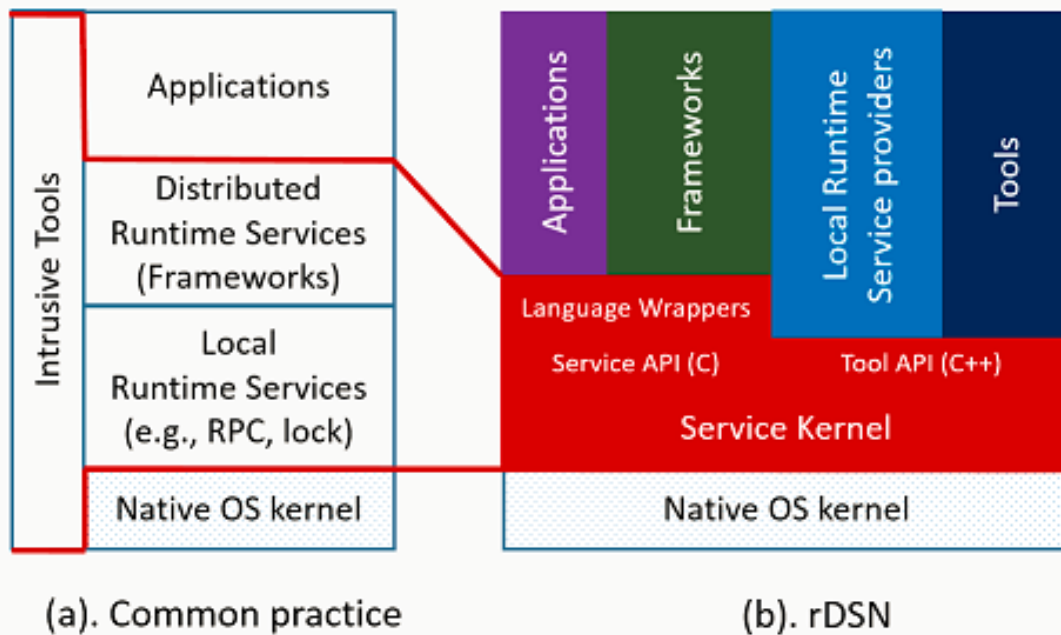 Intrusive Tools
Applications
Distributed
Runtime Services
(Frameworks)
Local
Runtime Services
(e.g., RPC, lock)
Native OS kernel
(a). Common practice
Applications
Frameworks
Local Runtime
Service providers
Tools
Language Wrappers
Service API (C)
Tool API (C++)
Service Kernel
Native OS kernel
(b). rDSN